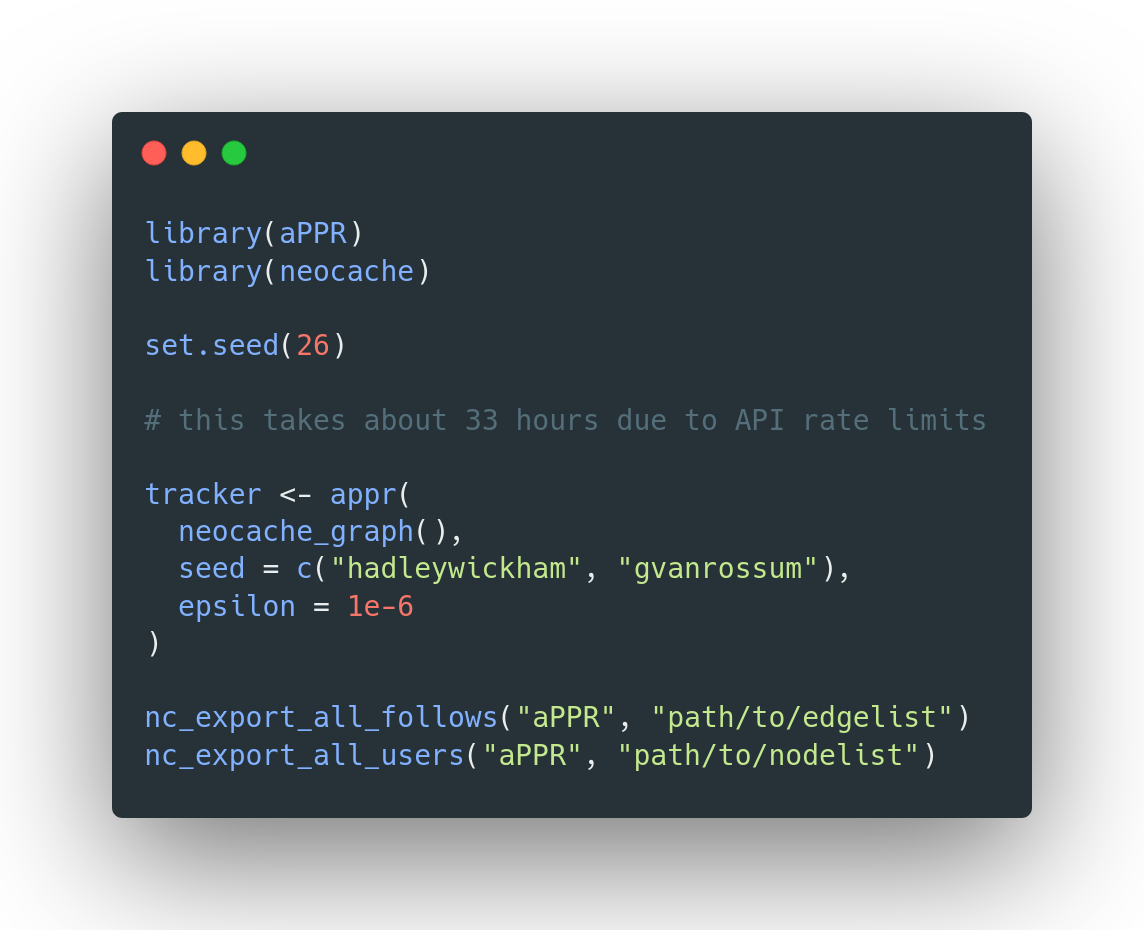 library(aPPR)
library(neocache)
set.seed(26)
# this takes about 33 hours due to API rate limits
tracker <- appr(
  neocache_graph(),
  seed = c("hadleywickham", "gvanrossum"),
  epsilon = 1e-6
)
nc_export_all_follows("aPPR", "path/to/edgelist")
nc_export_all_users("aPPR", "path/to/nodelist")